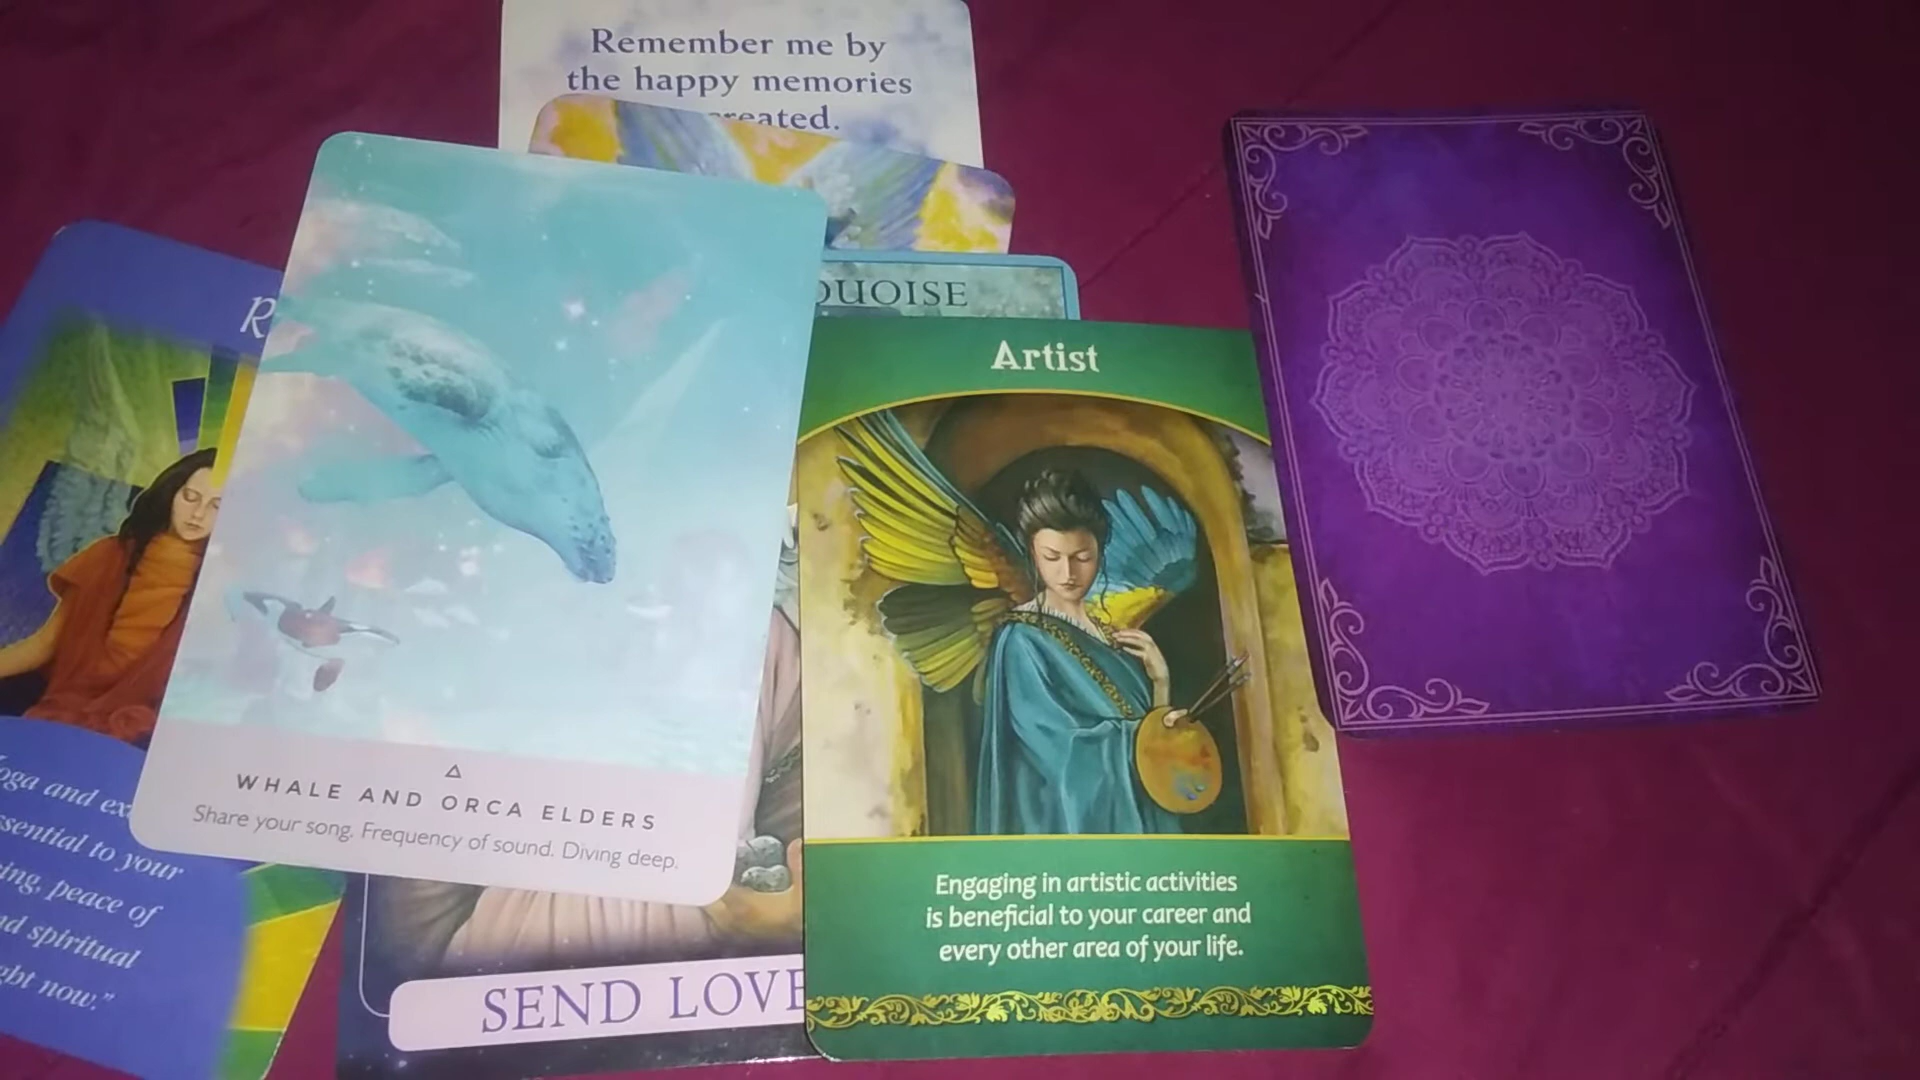 Remember me by
the happy memories
created.
R
QUOISE
Artist
WHALE AND ORCA ELDERS
Share your song. Frequency of sound. Diving deep.
oga and ex
ssential to your
ing, peace of
nd spiritual
ght now."
SEND LOVE
Engaging in artistic activities
is beneficial to your career and
every other area of your life.